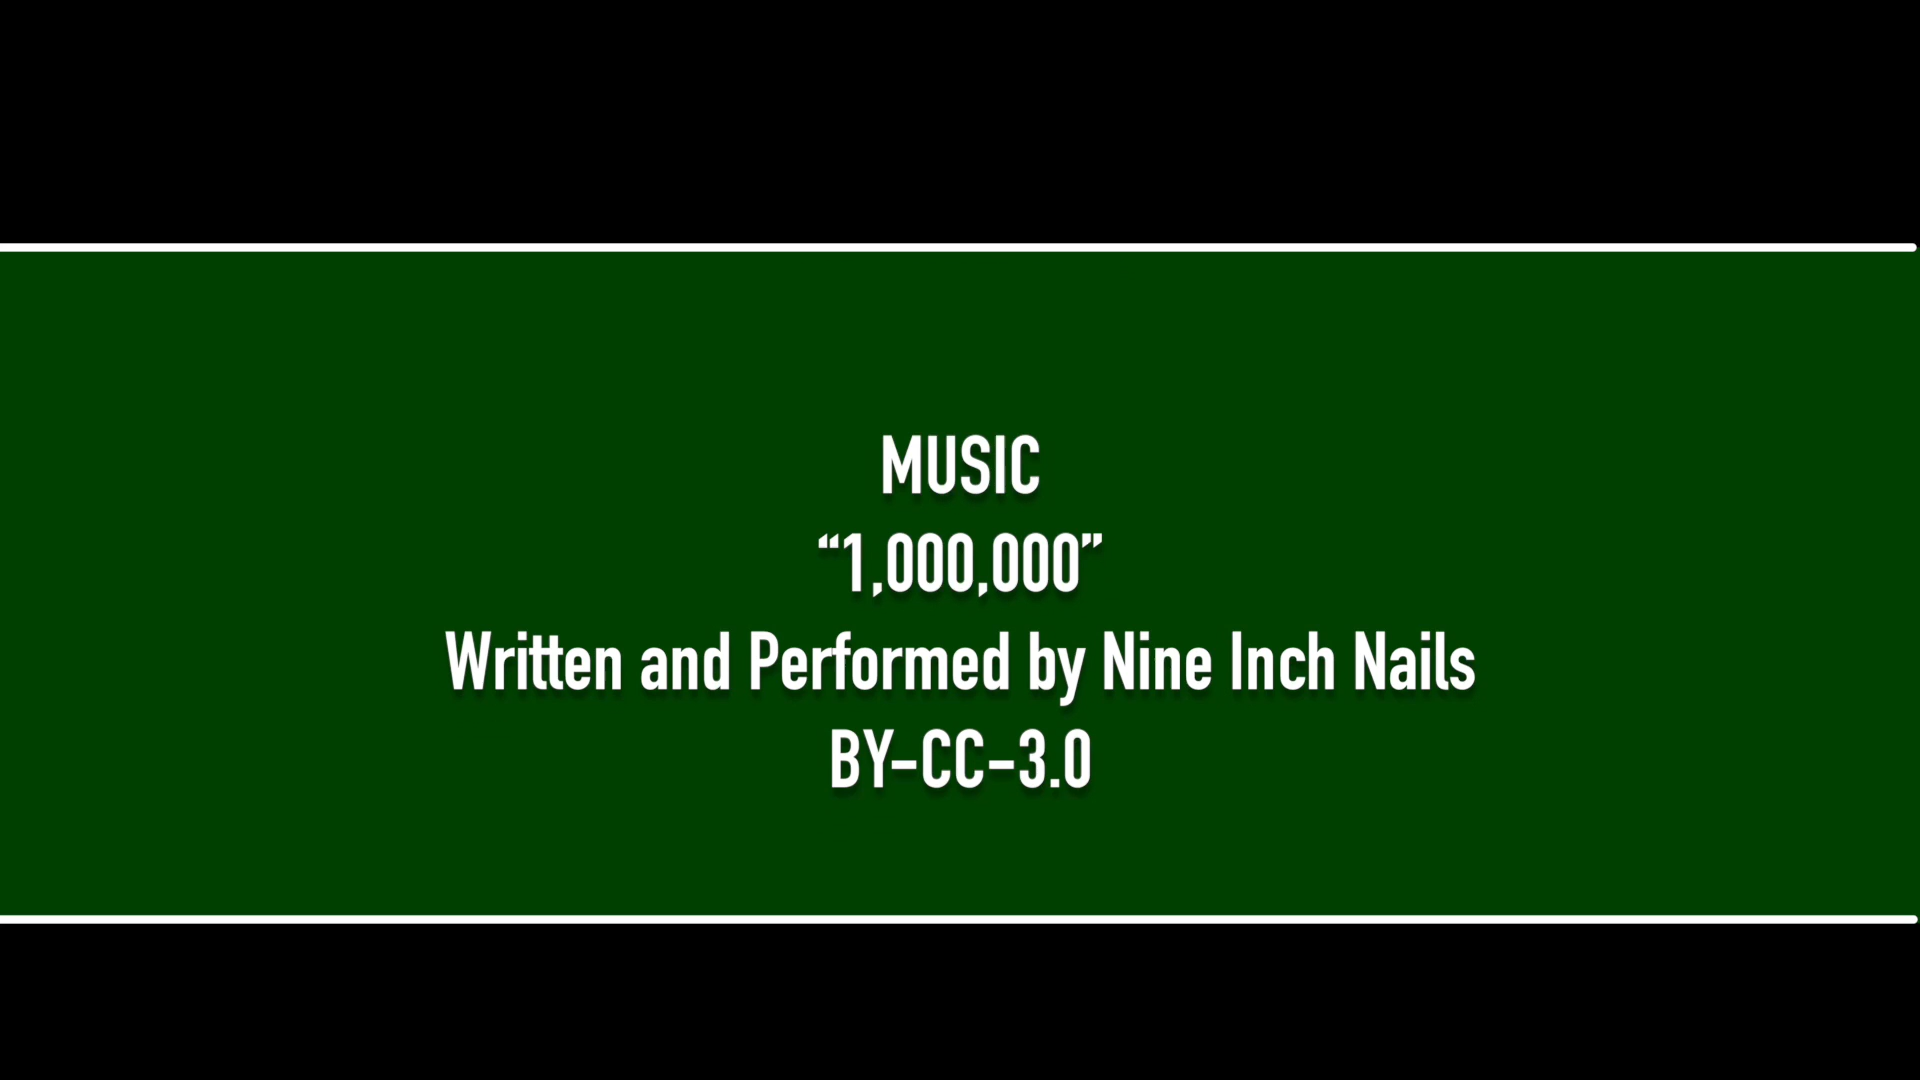 MUSIC
“1,000,000”
Written and Performed by Nine Inch Nails
BY-CC-3.0